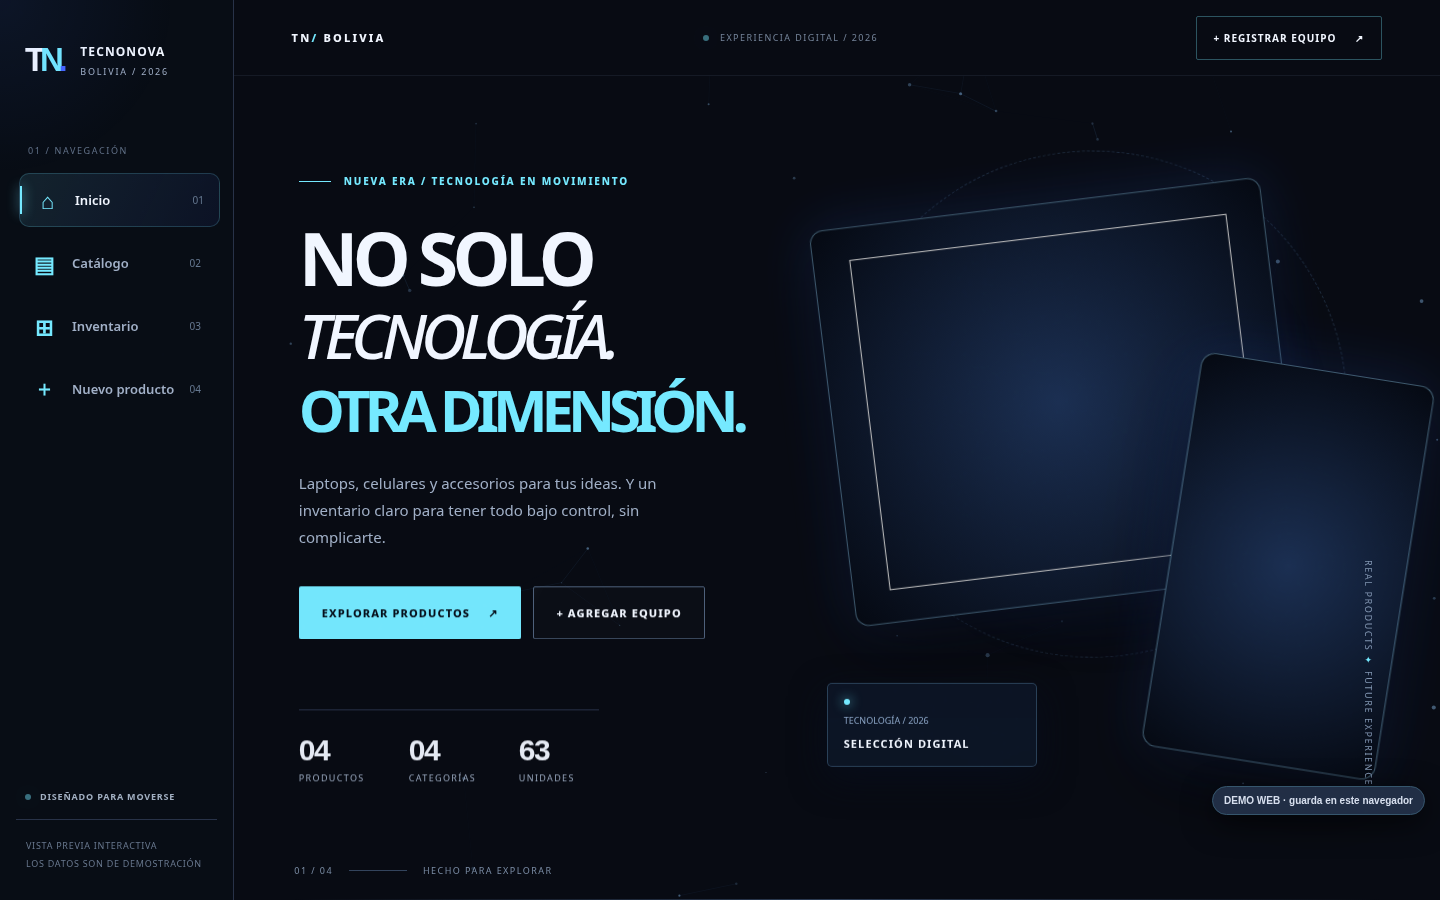 TN.
TECNONOVA
BOLIVIA / 2026
01 / NAVEGACIÓN
Inicio 01
Catálogo 02
Inventario 03
+ Nuevo producto 04
DISEÑADO PARA MOVERSE
VISTA PREVIA INTERACTIVA
LOS DATOS SON DE DEMOSTRACIÓN
TN/ BOLIVIA
EXPERIENCIA DIGITAL / 2026
+ REGISTRAR EQUIPO ↗
NUEVA ERA / TECNOLOGÍA EN MOVIMIENTO
NO SOLO
TECNOLOGÍA.
OTRA DIMENSIÓN.
Laptops, celulares y accesorios para tus ideas. Y un
inventario claro para tener todo bajo control, sin
complicarte.
EXPLORAR PRODUCTOS ↗
+ AGREGAR EQUIPO
04 04 63
PRODUCTOS CATEGORÍAS UNIDADES
TECNOLOGÍA / 2026
SELECCIÓN DIGITAL
REAL PRODUCTS ✦ FUTURE EXPERIENCE
DEMO WEB · guarda en este navegador
01 / 04 HECHO PARA EXPLORAR